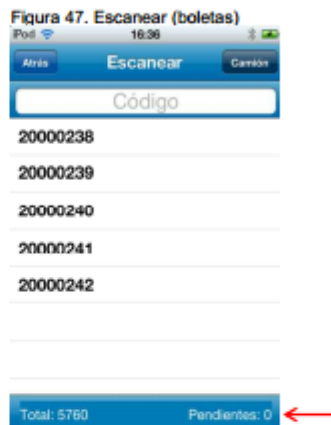 Figura 47. Escanear (boletas)
Pod 16:36
Atrás Escanear Camión
Código
20000238
20000239
20000240
20000241
20000242
Total: 5760 Pendientes: 0